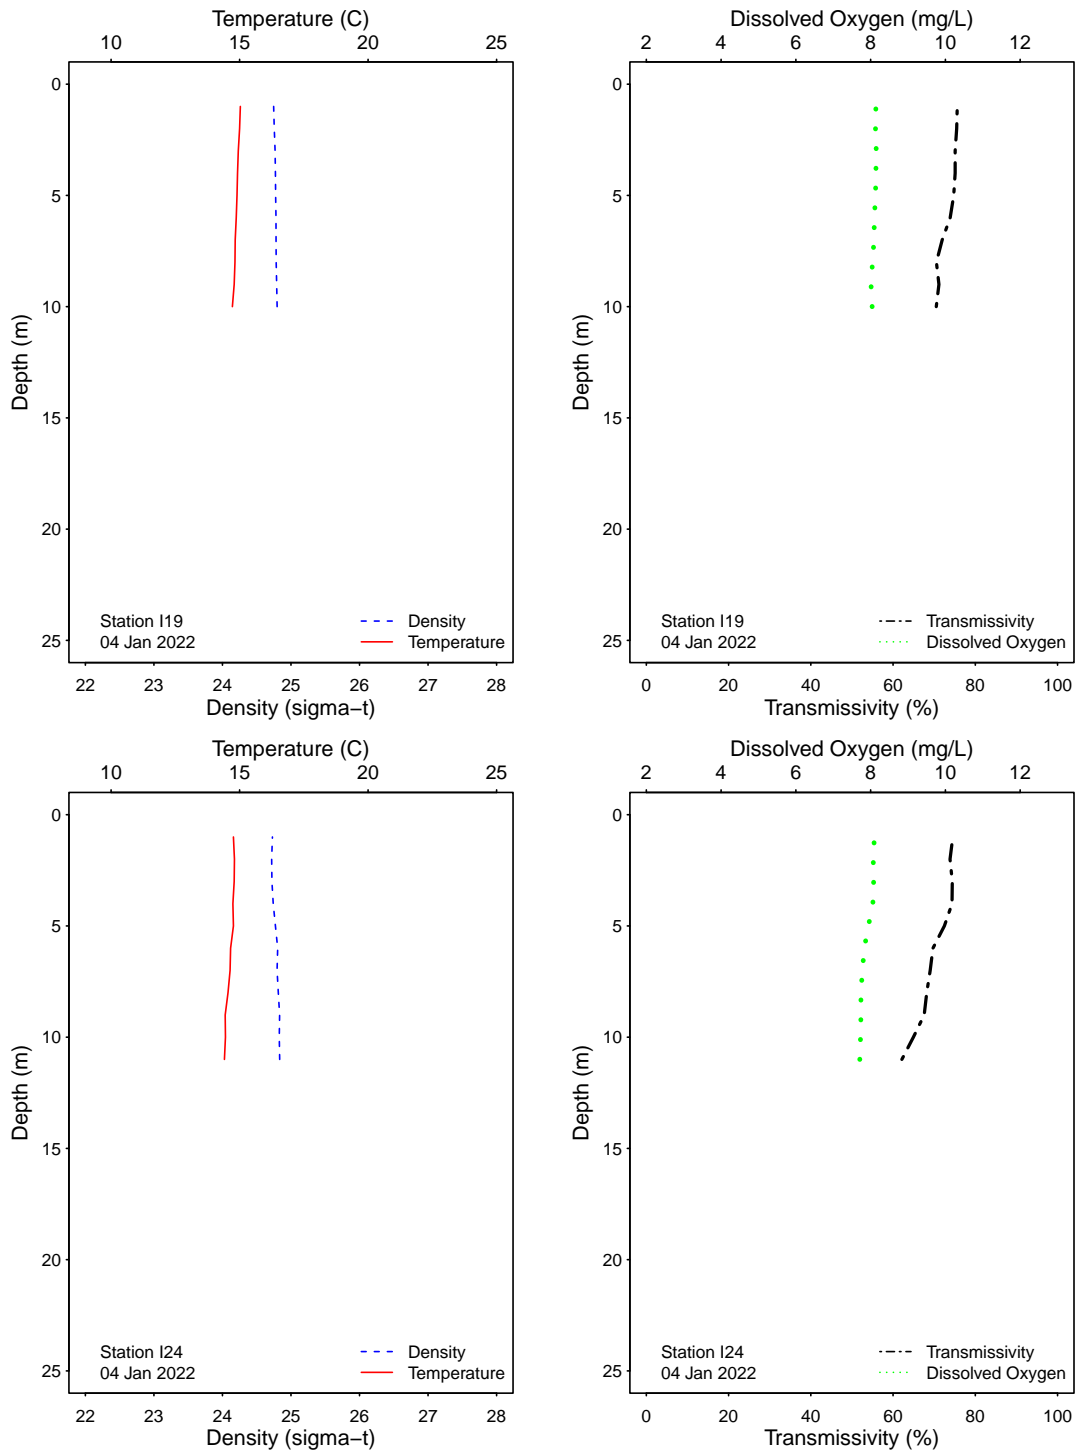 Temperature (C)
10 15 20 25
0
5
10
15
20
25
Depth (m)
Station I19
04 Jan 2022
Density
Temperature
22 23 24 25 26 27 28
Density (sigma−t)
Dissolved Oxygen (mg/L)
2 4 6 8 10 12
0
5
10
15
20
25
Depth (m)
Station I19
04 Jan 2022
Transmissivity
Dissolved Oxygen
0 20 40 60 80 100
Transmissivity (%)
Temperature (C)
10 15 20 25
0
5
10
15
20
25
Depth (m)
Station I24
04 Jan 2022
Density
Temperature
22 23 24 25 26 27 28
Density (sigma−t)
Dissolved Oxygen (mg/L)
2 4 6 8 10 12
0
5
10
15
20
25
Depth (m)
Station I24
04 Jan 2022
Transmissivity
Dissolved Oxygen
0 20 40 60 80 100
Transmissivity (%)